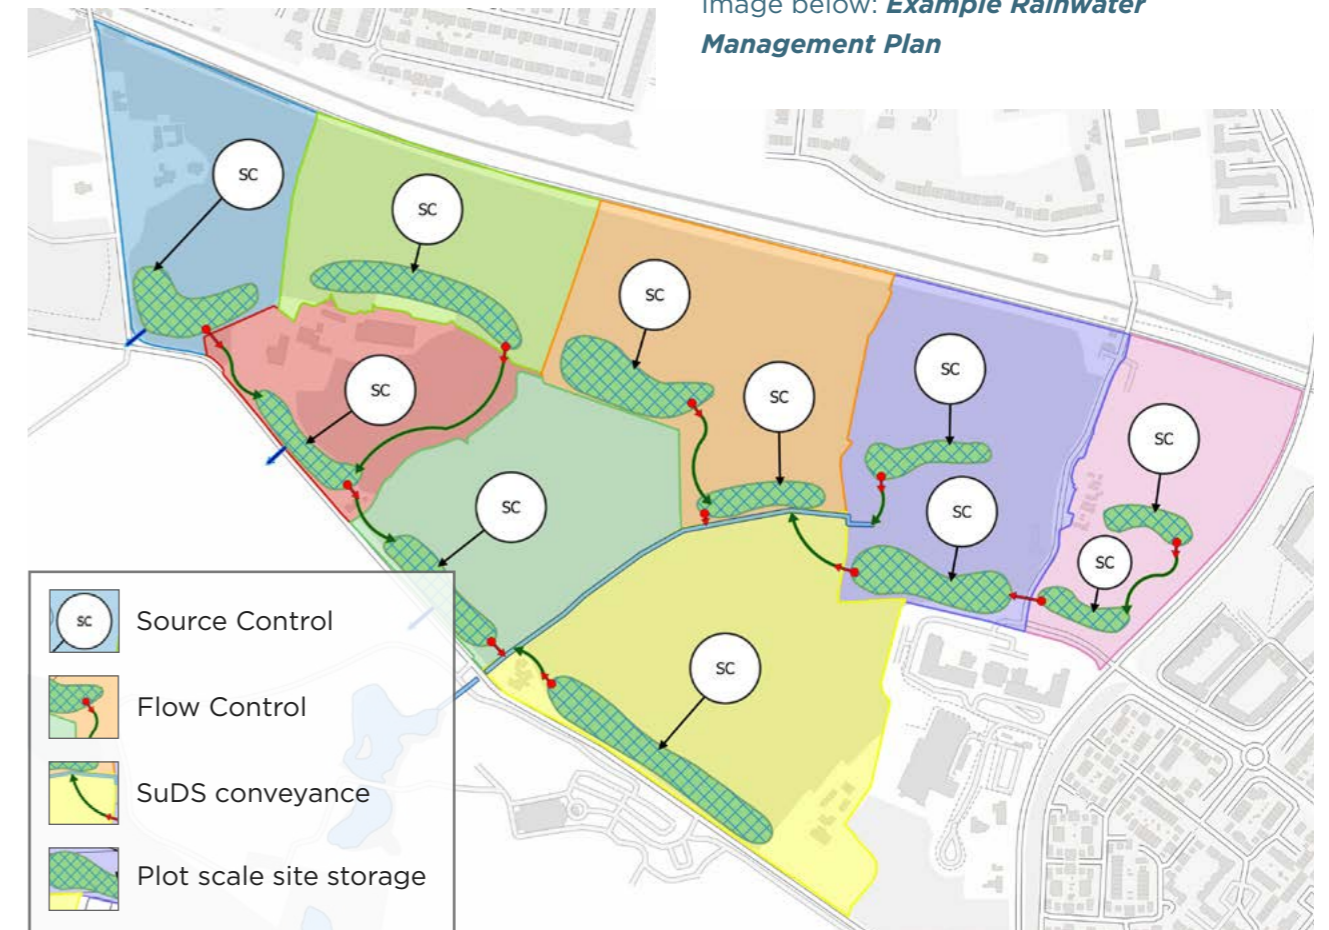 Image below: Example Rainwater
Management Plan
SC
SC
SC
SC
SC
SC
SC
SC
SC
SC
SC
SC
SC Source Control
Flow Control
SuDS conveyance
Plot scale site storage